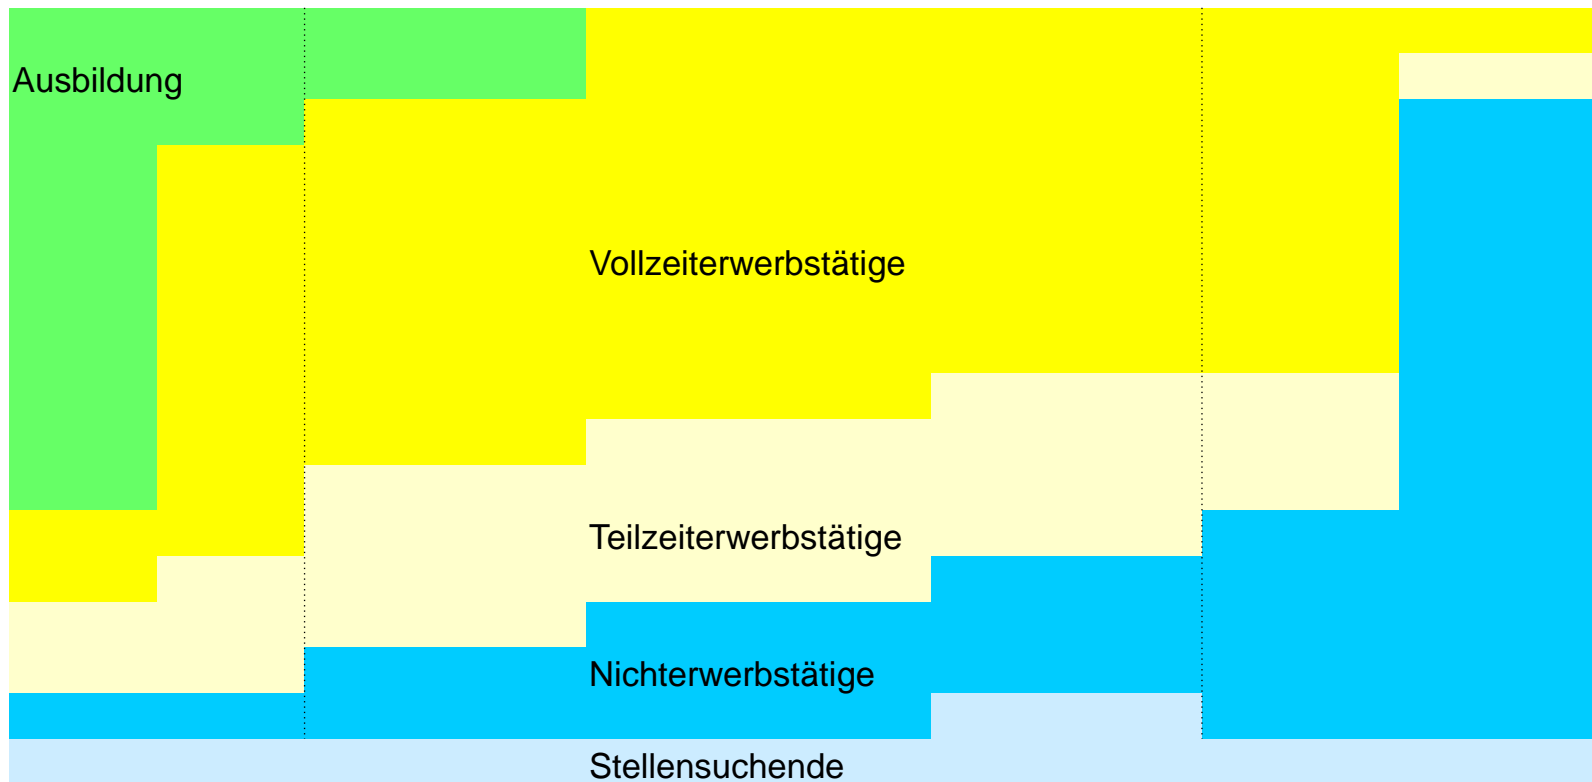 Ausbildung
Vollzeiterwerbstätige
Teilzeiterwerbstätige
Nichterwerbstätige
Stellensuchende